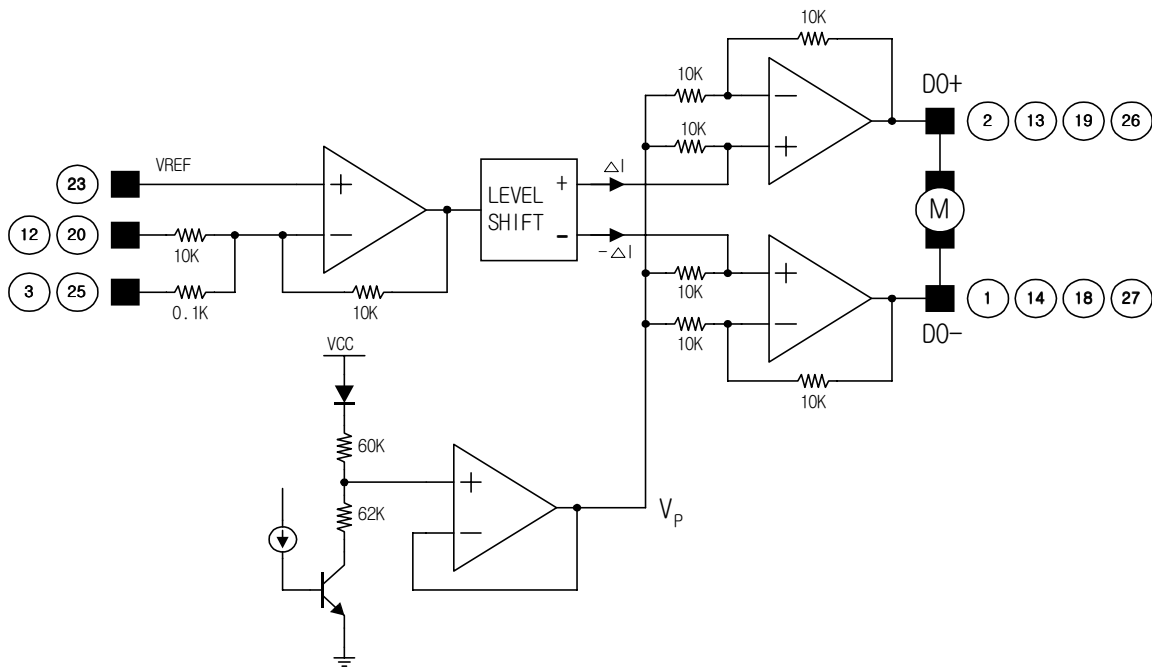 10K
10K
DO+
2 13 19 26
10K
VREF
23
△I
LEVEL
SHIFT
+
-
M
12 20
10K
-△I
3 25
0.1K
10K
10K
1 14 18 27
10K
DO-
VCC
10K
60K
62K
VP